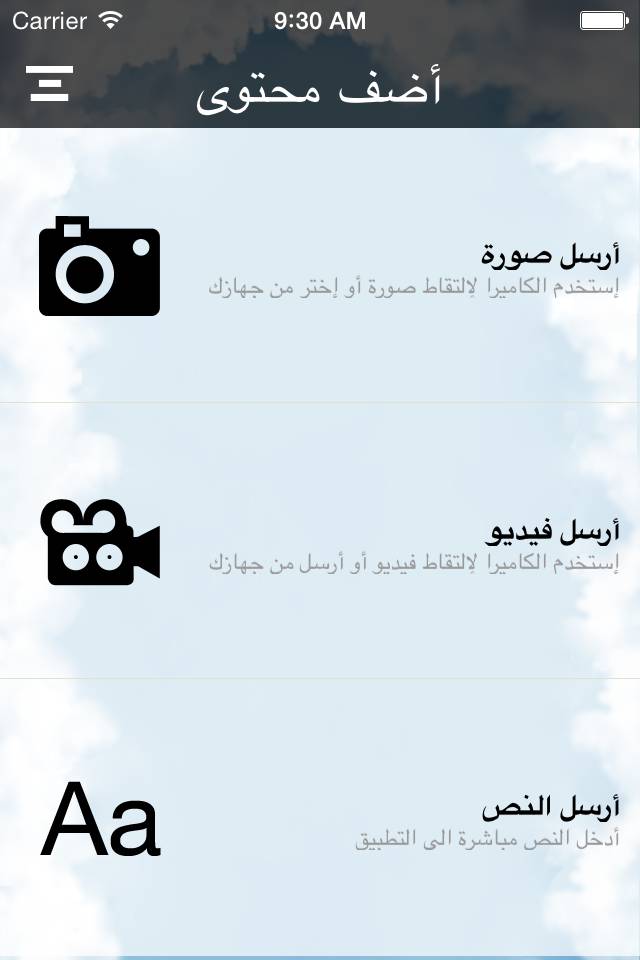 Carrier 9:30 AM
أضف محتوى
أرسل صورة
إستخدم الكاميرا لإلتقاط صورة أو إختر من جهازك
أرسل فيديو
إستخدم الكاميرا لإلتقاط فيديو أو أرسل من جهازك
أرسل النص
أدخل النص مباشرة الى التطبيق
Aa